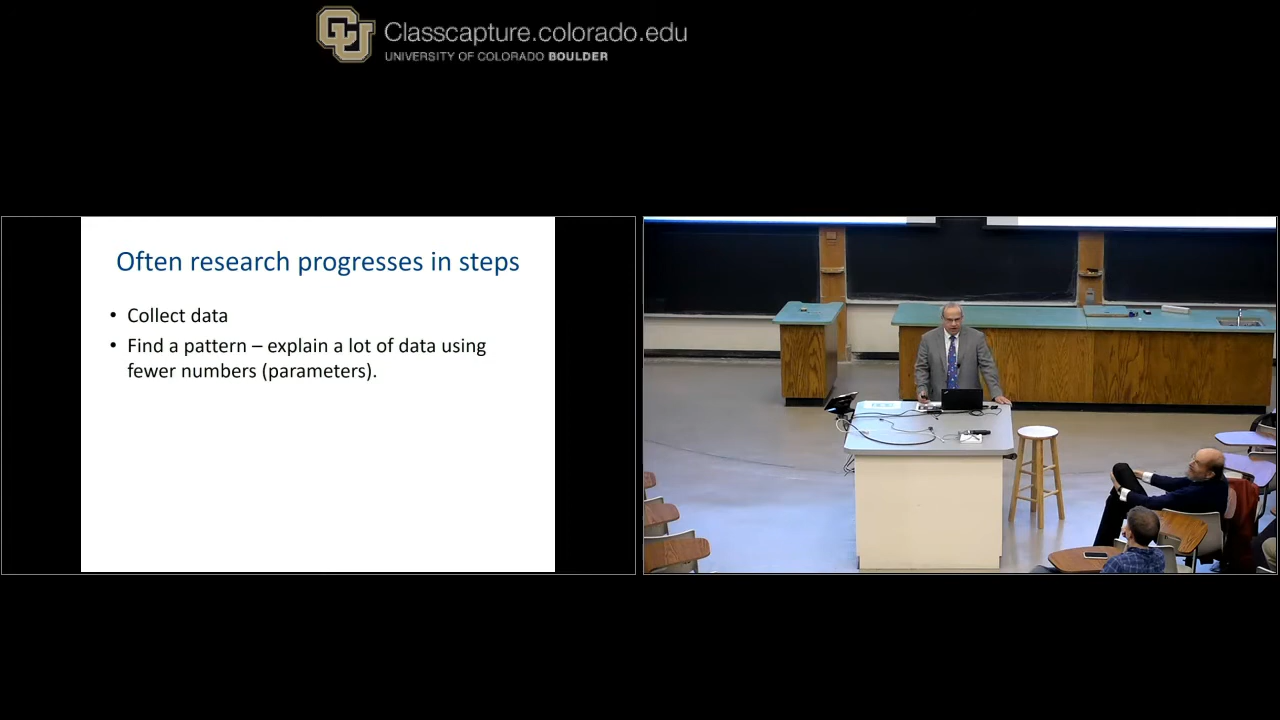 Classcapture.colorado.edu
UNIVERSITY OF COLORADO BOULDER
Often research progresses in steps
• Collect data
• Find a pattern – explain a lot of data using
fewer numbers (parameters).